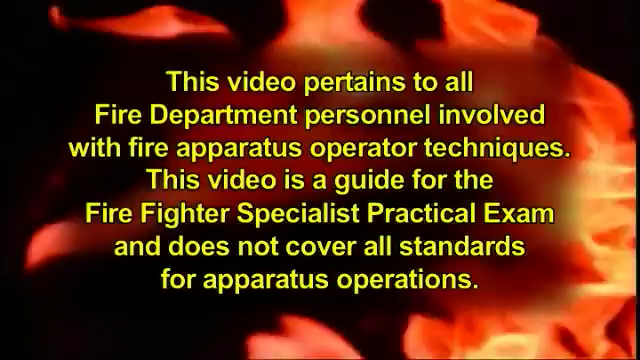 This video pertains to all
Fire Department personnel involved
with fire apparatus operator techniques.
This video is a guide for the
Fire Fighter Specialist Practical Exam
and does not cover all standards
for apparatus operations.